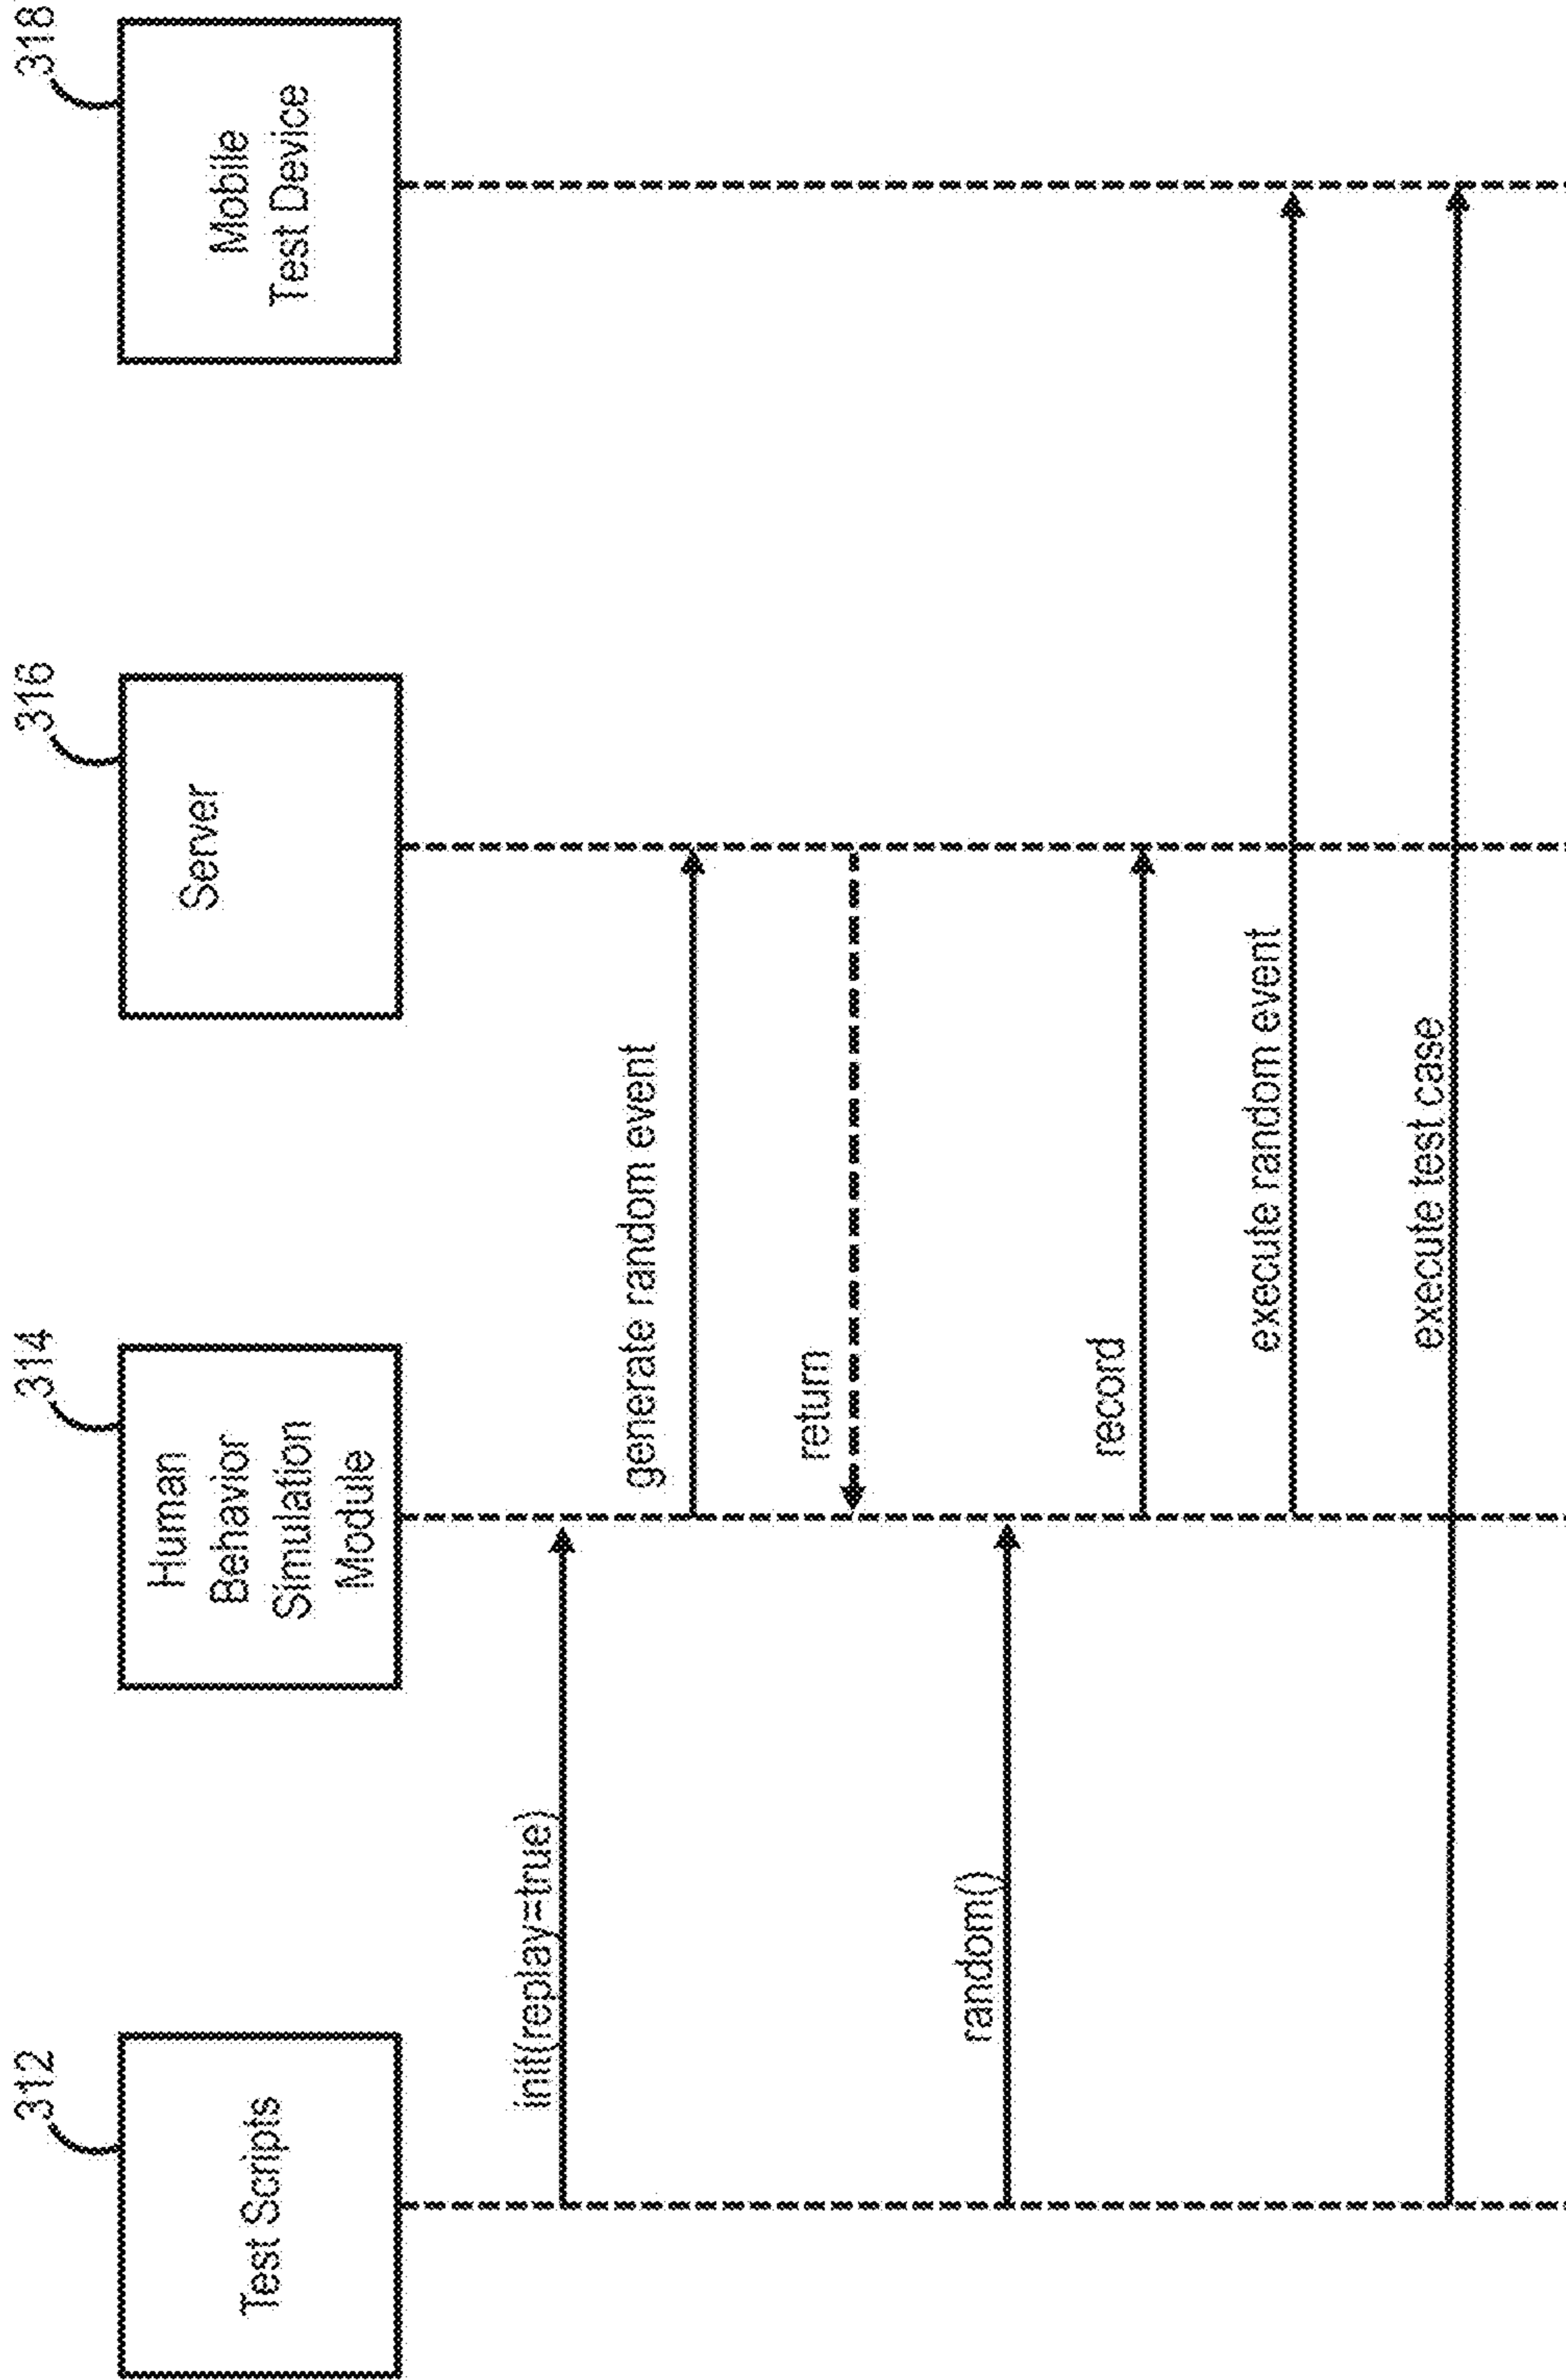 312
Test Scripts
314
Human
Behavior
Simulation
Module
316
Server
318
Mobile
Test Device
init(replay=true)
generate random event
return
random()
record
execute random event
execute test case